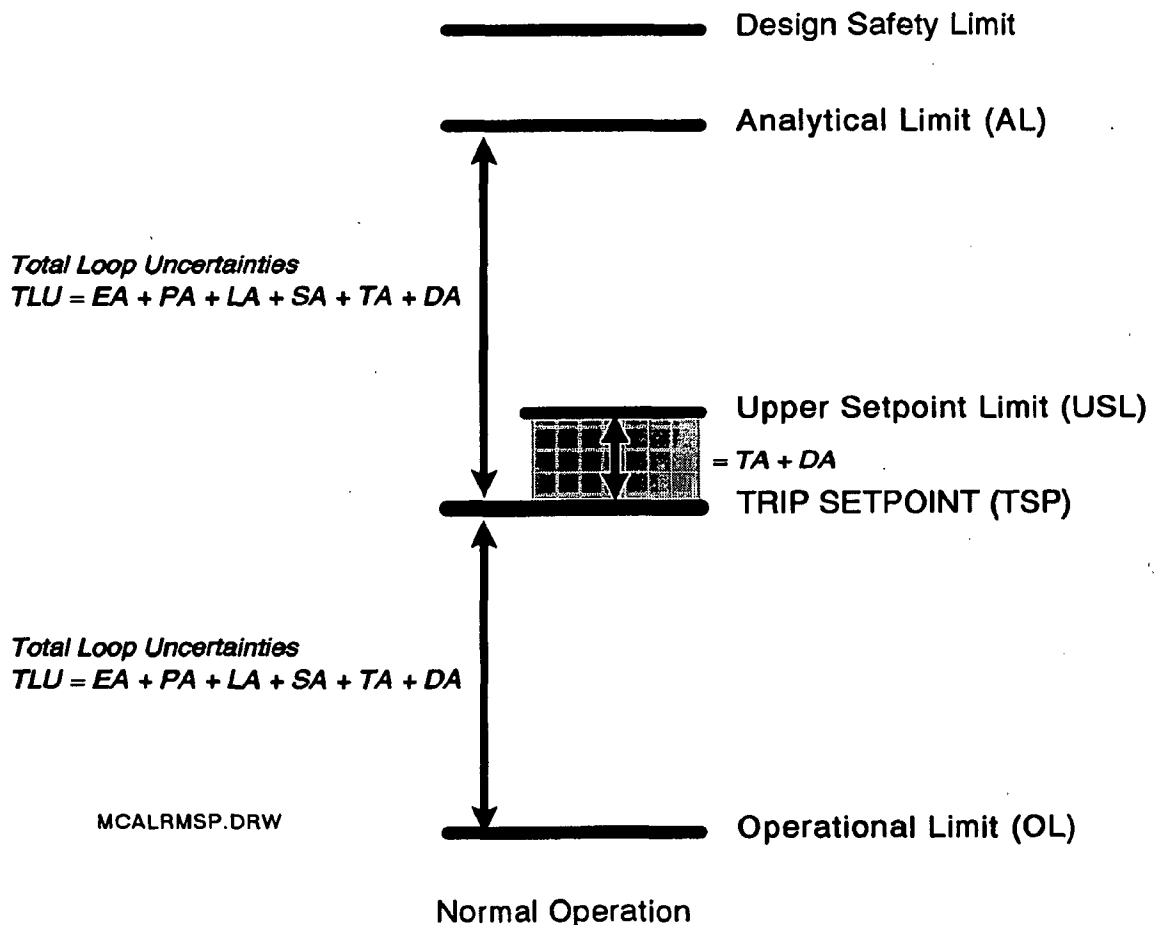 Design Safety Limit
Analytical Limit (AL)
Total Loop Uncertainties
TLU = EA + PA + LA + SA + TA + DA
Upper Setpoint Limit (USL)
= TA + DA
TRIP SETPOINT (TSP)
Total Loop Uncertainties
TLU = EA + PA + LA + SA + TA + DA
MCALRMSP.DRW
Operational Limit (OL)
Normal Operation